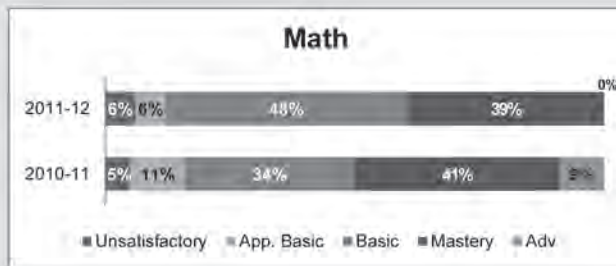 Math
0%
2011-12 6% 6% 48% 39%
2010-11 5% 11% 34% 41% 9%
Unsatisfactory App. Basic Basic Mastery Adv